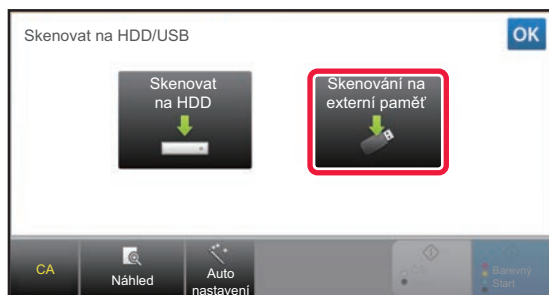 Skenovat na HDD/USB
OK
Skenovat
na HDD
Skenování na
externí paměť
CA
Náhled
Auto
nastavení
Barevný
Start